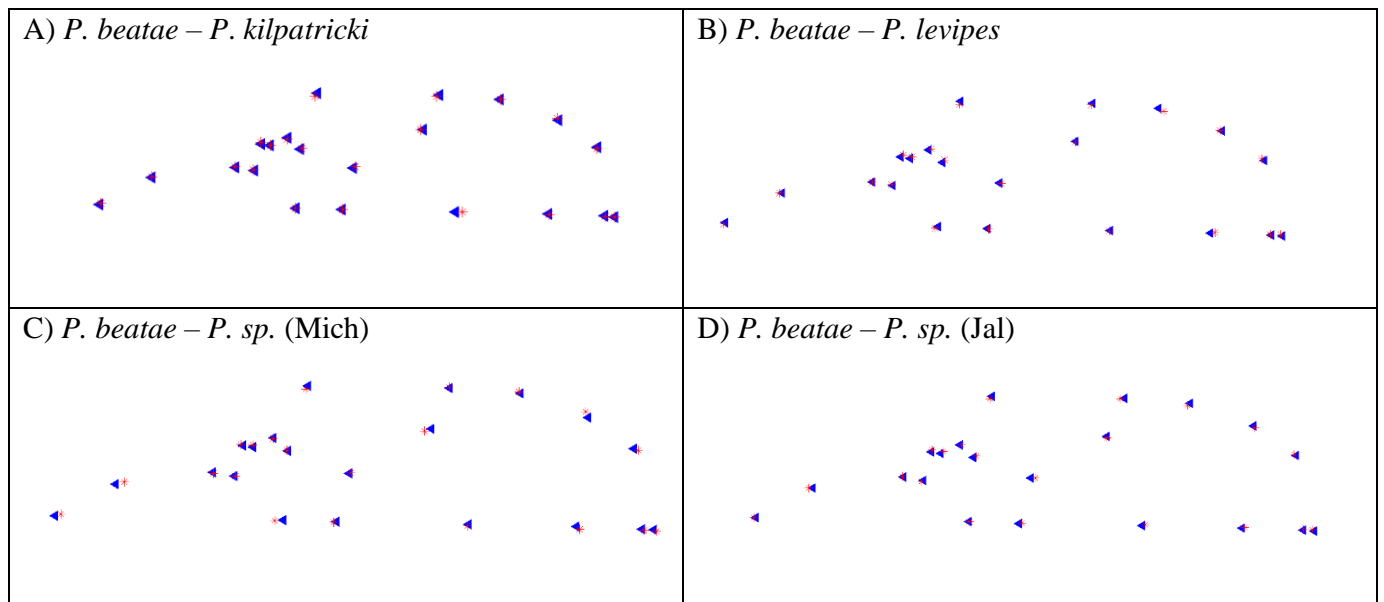 A) P. beatae – P. kilpatricki
B) P. beatae – P. levipes
C) P. beatae – P. sp. (Mich)
D) P. beatae – P. sp. (Jal)